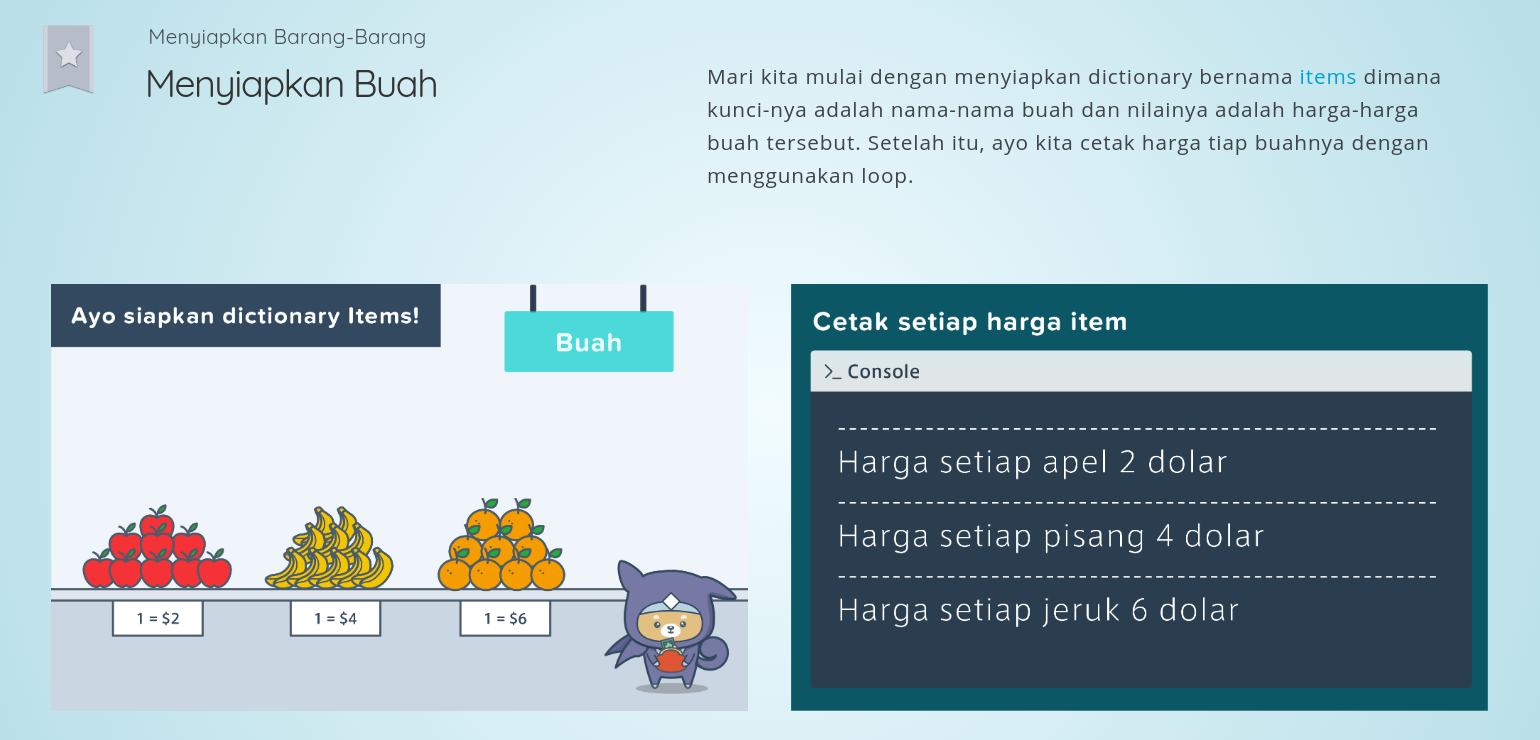 Menyiapkan Barang-Barang
Menyiapkan Buah
Mari kita mulai dengan menyiapkan dictionary bernama items dimana
kunci-nya adalah nama-nama buah dan nilainya adalah harga-harga
buah tersebut. Setelah itu, ayo kita cetak harga tiap buahnya dengan
menggunakan loop.
Ayo siapkan dictionary Items!
Buah
1 = $2
1 = $4
1 = $6
Cetak setiap harga item
>_ Console
--------------------------------------------------
Harga setiap apel 2 dolar
--------------------------------------------------
Harga setiap pisang 4 dolar
--------------------------------------------------
Harga setiap jeruk 6 dolar